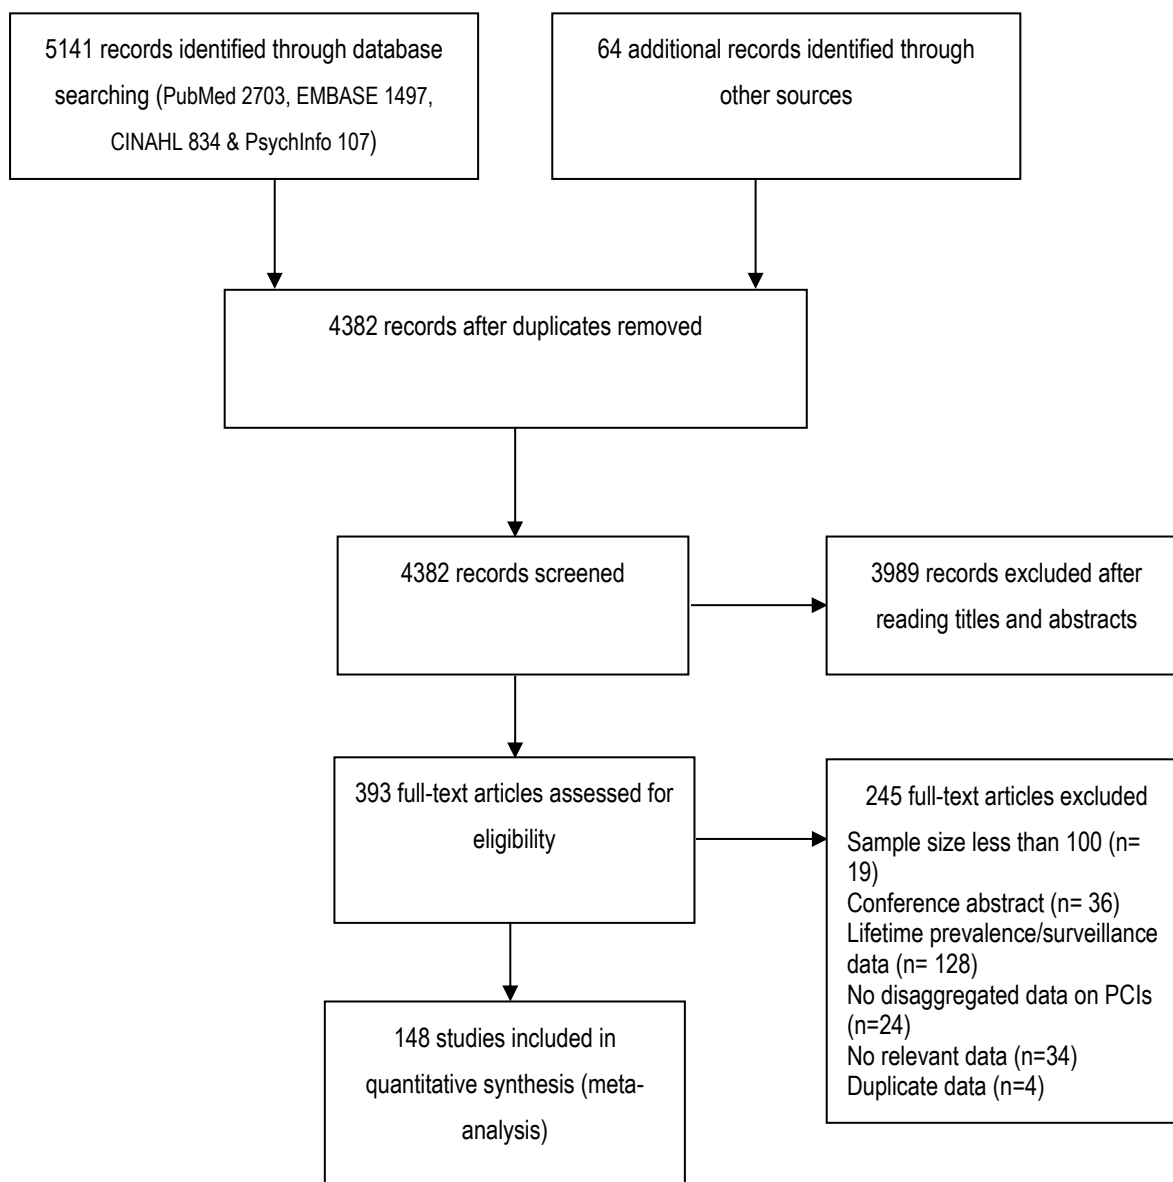 5141 records identified through database
searching (PubMed 2703, EMBASE 1497,
CINAHL 834 & PsychInfo 107)
64 additional records identified through
other sources
4382 records after duplicates removed
4382 records screened
3989 records excluded after
reading titles and abstracts
393 full-text articles assessed for
eligibility
245 full-text articles excluded
Sample size less than 100 (n=
19)
Conference abstract (n= 36)
Lifetime prevalence/surveillance
data (n= 128)
No disaggregated data on PCIs
(n=24)
No relevant data (n=34)
Duplicate data (n=4)
148 studies included in
quantitative synthesis (meta-
analysis)